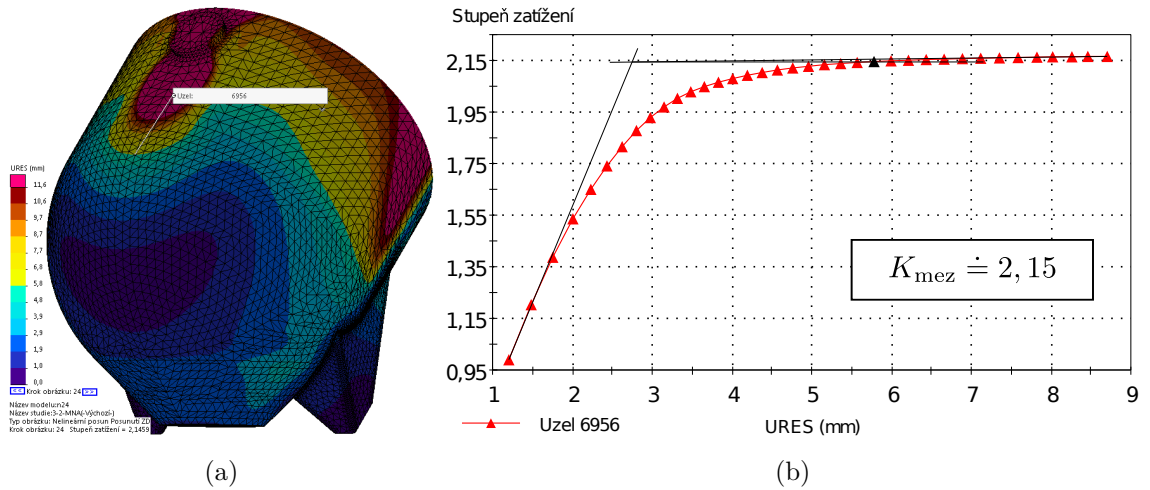 Uzel: 6956
URES (mm)
11,6
10,6
9,7
8,7
7,7
6,8
5,8
4,8
3,9
2,9
1,9
1,0
0,0
<< Krok obrázku: 24 >>
Název modelu:n24
Název studie:3-2-MNA(-Výchozí-)
Typ obrázku: Nelineární posun Posunutí ZD
Krok obrázku: 24 Stupeň zatížení = 2,1459
(a)
Stupeň zatížení
2,15
1,95
1,75
1,55
1,35
1,15
0,95
K_mez ≐ 2, 15
1 2 3 4 5 6 7 8 9
Uzel 6956 URES (mm)
(b)